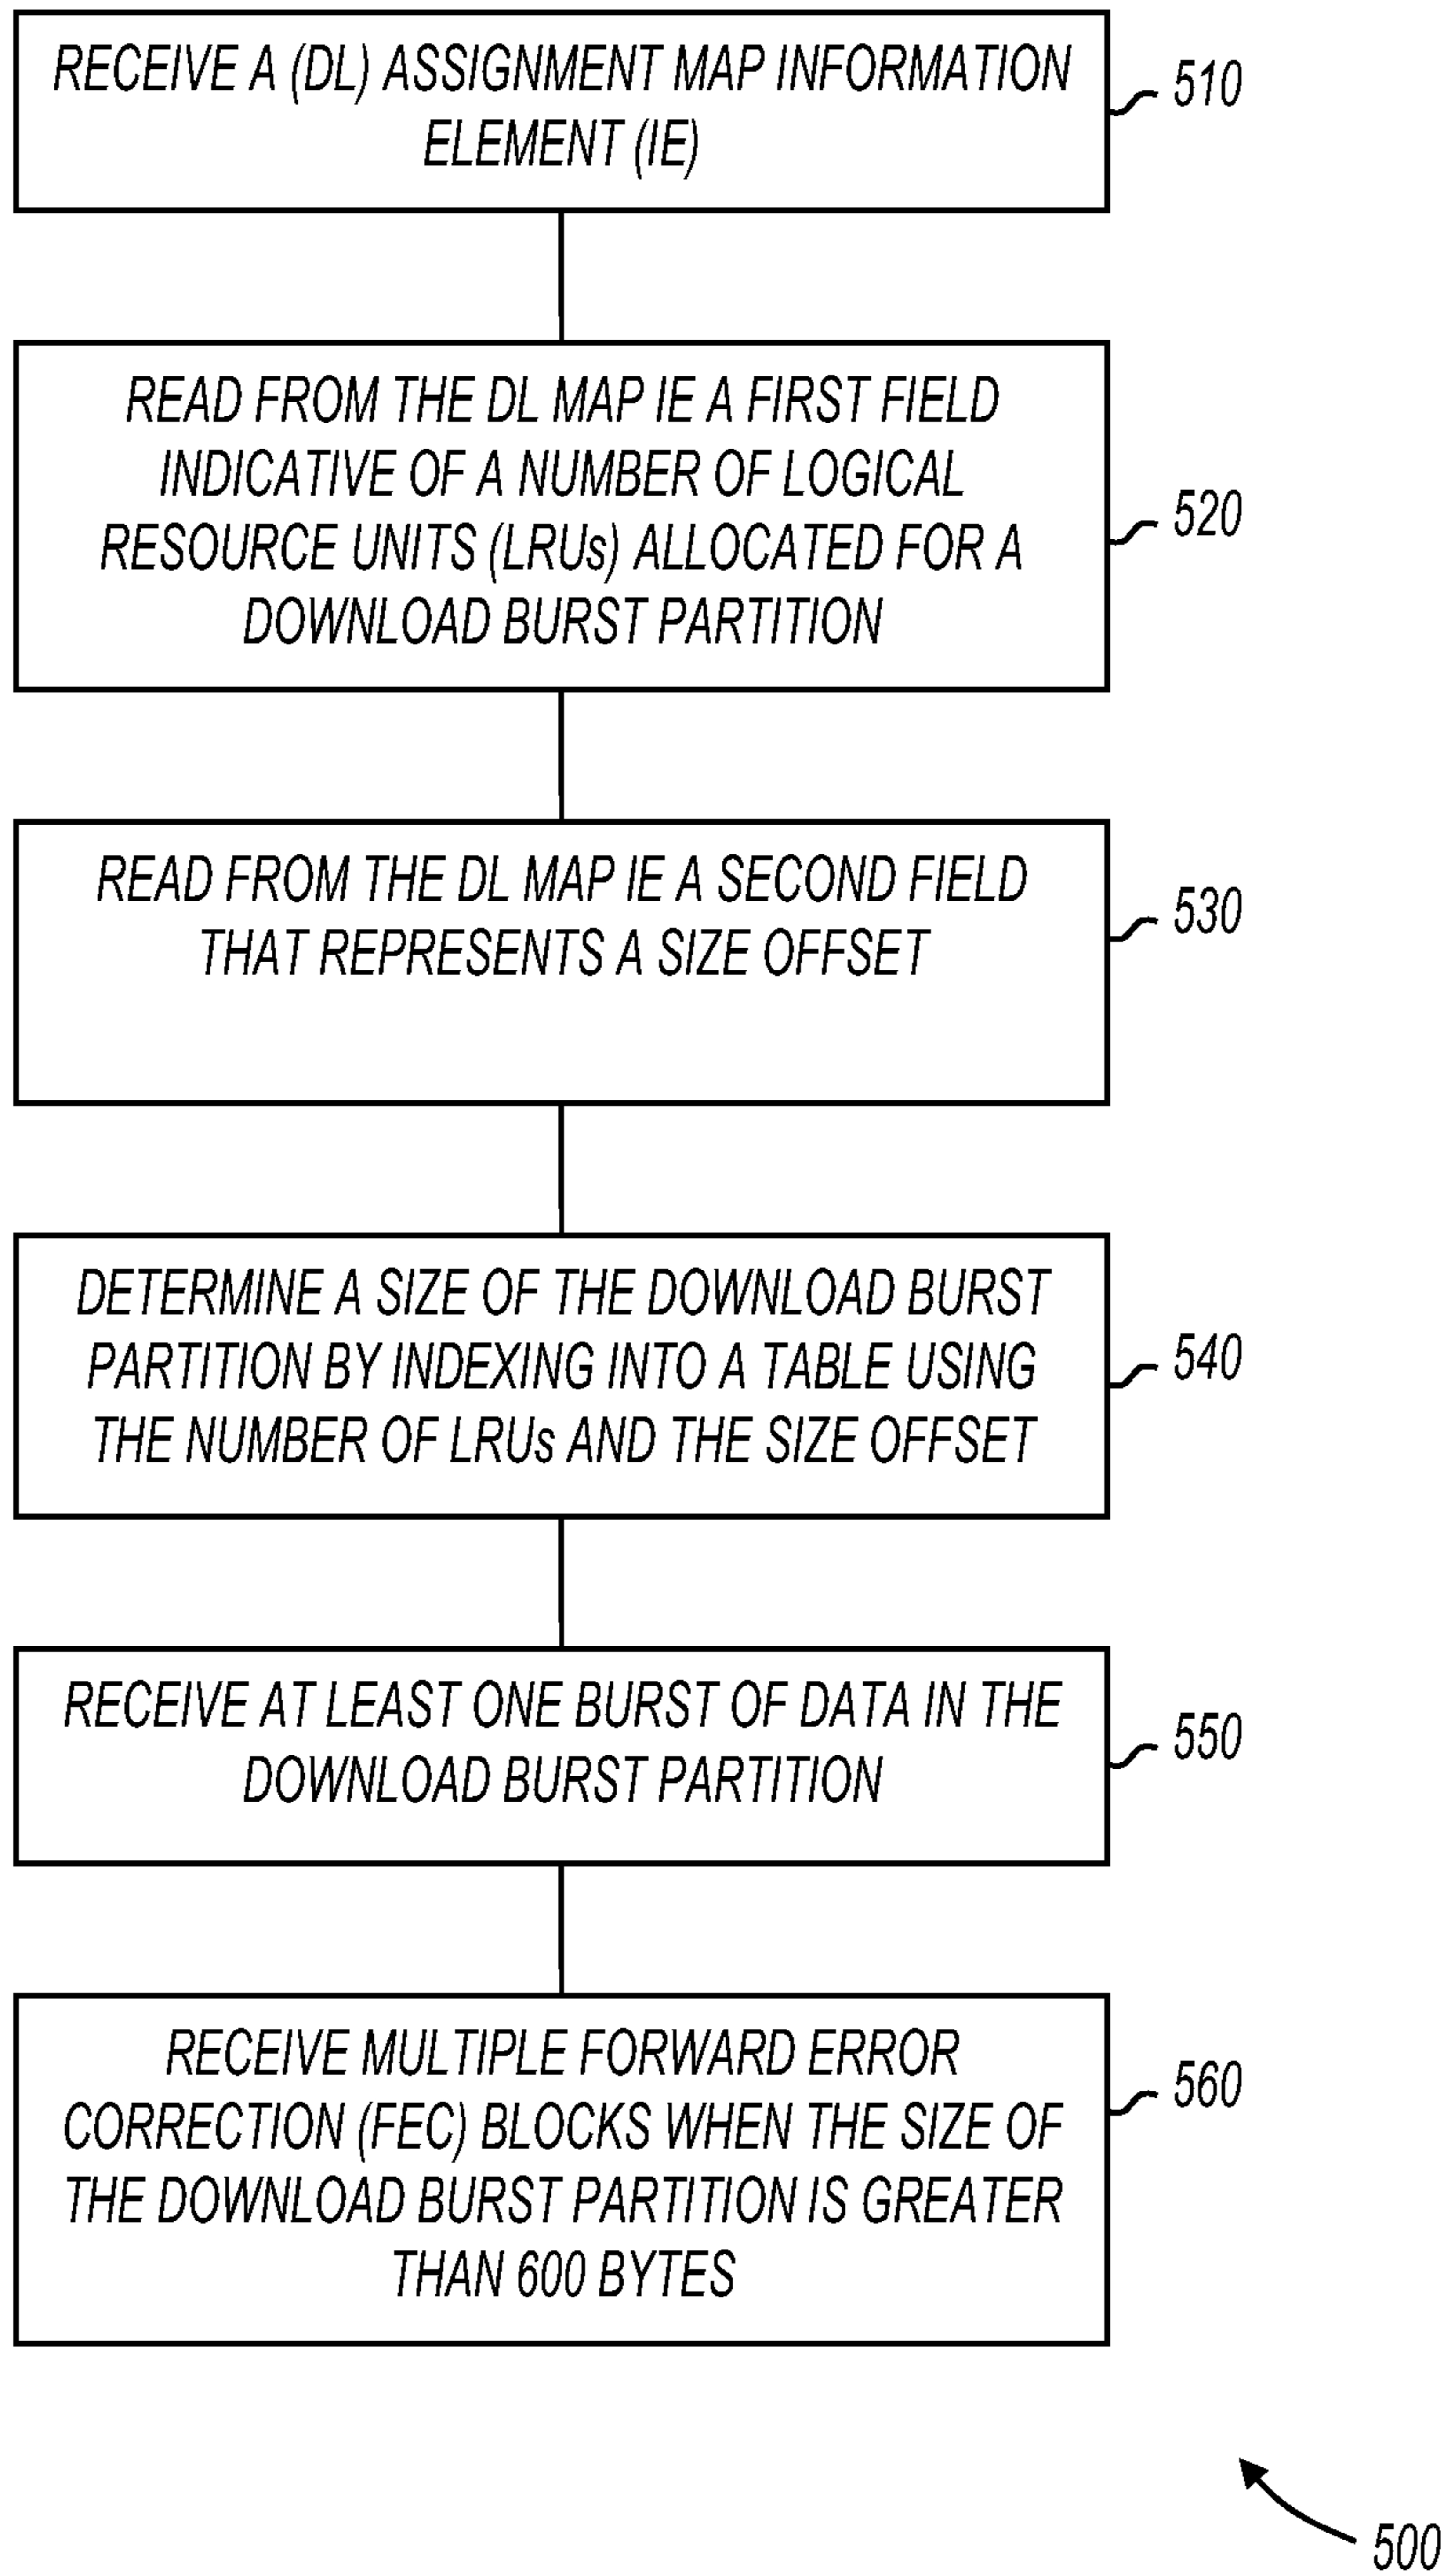 RECEIVE A (DL) ASSIGNMENT MAP INFORMATION
ELEMENT (IE)
510
READ FROM THE DL MAP IE A FIRST FIELD
INDICATIVE OF A NUMBER OF LOGICAL
RESOURCE UNITS (LRUs) ALLOCATED FOR A
DOWNLOAD BURST PARTITION
520
READ FROM THE DL MAP IE A SECOND FIELD
THAT REPRESENTS A SIZE OFFSET
530
DETERMINE A SIZE OF THE DOWNLOAD BURST
PARTITION BY INDEXING INTO A TABLE USING
THE NUMBER OF LRUs AND THE SIZE OFFSET
540
RECEIVE AT LEAST ONE BURST OF DATA IN THE
DOWNLOAD BURST PARTITION
550
RECEIVE MULTIPLE FORWARD ERROR
CORRECTION (FEC) BLOCKS WHEN THE SIZE OF
THE DOWNLOAD BURST PARTITION IS GREATER
THAN 600 BYTES
560
500